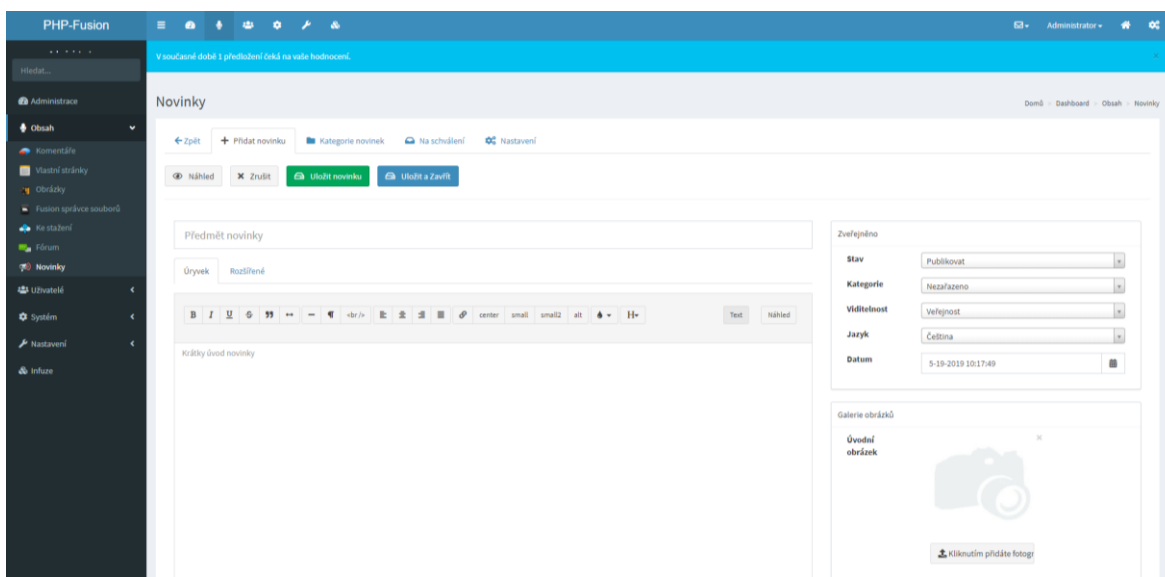 PHP-Fusion
Administrator
V současné době 1 předložení čeká na vaše hodnocení.
Hledat...
Administrace
Obsah
Komentáře
Vlastní stránky
Obrázky
Fusion správce souborů
Ke stažení
Fórum
Novinky
Uživatelé
Systém
Nastavení
Infuze
Novinky
Domů > Dashboard > Obsah > Novinky
Zpět Přidat novinku Kategorie novinek Na schválení Nastavení
Náhled Zrušit Uložit novinku Uložit a Zavřít
Předmět novinky
Úryvek Rozšířené
B I U S <br/> center small small2 alt H Text Náhled
Krátký úvod novinky
Zveřejněno
Stav Publikovat
Kategorie Nezařazeno
Viditelnost Veřejnost
Jazyk Čeština
Datum 5-19-2019 10:17:49
Galerie obrázků
Úvodní
obrázek
Kliknutím přidáte fotogr